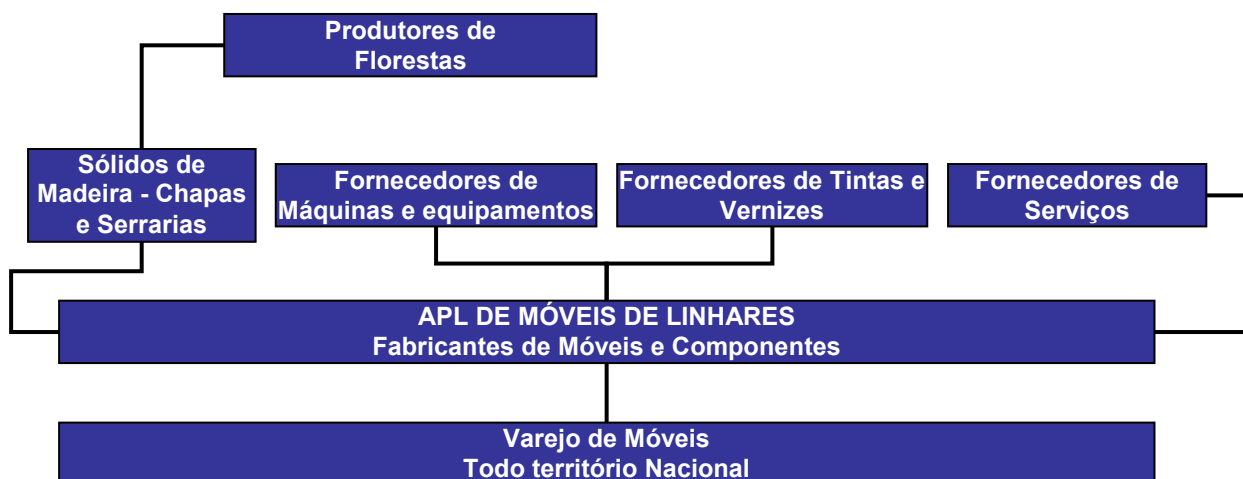 Produtores de
Florestas
Sólidos de
Madeira - Chapas
e Serrarias
Fornecedores de
Máquinas e equipamentos
Fornecedores de Tintas e
Vernizes
Fornecedores de
Serviços
APL DE MÓVEIS DE LINHARES
Fabricantes de Móveis e Componentes
Varejo de Móveis
Todo território Nacional